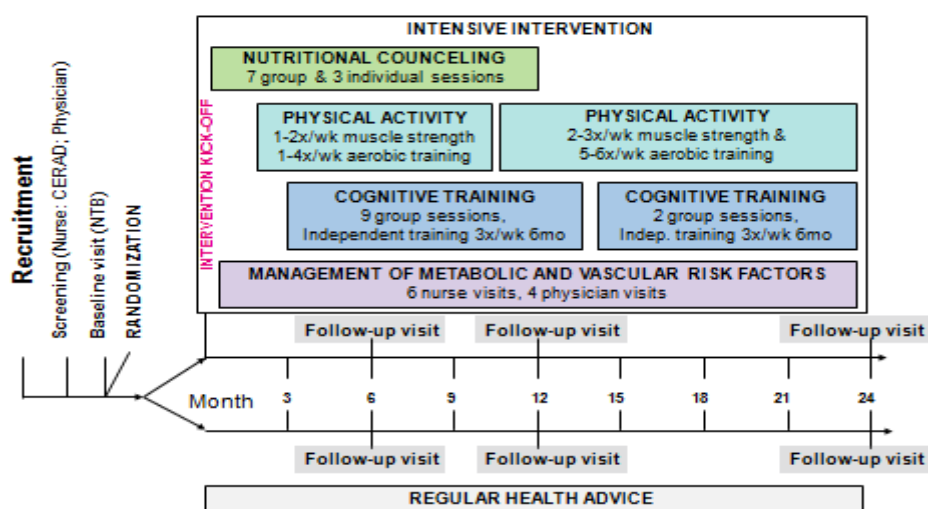 INTENSIVE INTERVENTION
NUTRITIONAL COUNCELING
7 group & 3 individual sessions
PHYSICAL ACTIVITY
1-2x/wk muscle strength
1-4x/wk aerobic training
PHYSICAL ACTIVITY
2-3x/wk muscle strength &
5-6x/wk aerobic training
COGNITIVE TRAINING
9 group sessions,
Independent training 3x/wk 6mo
COGNITIVE TRAINING
2 group sessions,
Indep. training 3x/wk 6mo
MANAGEMENT OF METABOLIC AND VASCULAR RISK FACTORS
6 nurse visits, 4 physician visits
INTERVENTION KICK-OFF
Recruitment
Screening (Nurse: CERAD; Physician)
Baseline visit (NTB)
RANDOMIZATION
Follow-up visit Follow-up visit Follow-up visit
Month 3 6 9 12 15 18 21 24
Follow-up visit Follow-up visit Follow-up visit
REGULAR HEALTH ADVICE